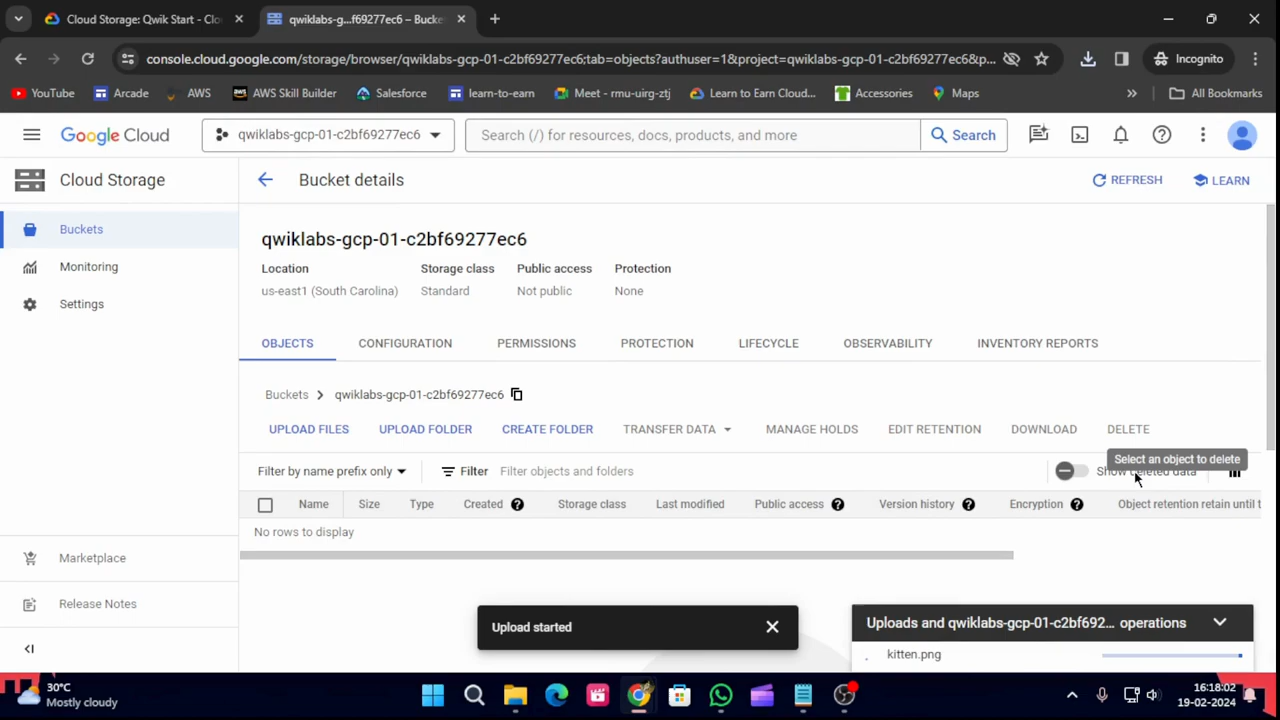 Cloud Storage: Qwik Start - Clo
qwiklabs-g...f69277ec6 – Bucke
console.cloud.google.com/storage/browser/qwiklabs-gcp-01-c2bf69277ec6;tab=objects?authuser=1&project=qwiklabs-gcp-01-c2bf69277ec6&p...
Incognito
YouTube
Arcade
AWS
AWS Skill Builder
Salesforce
learn-to-earn
Meet - rmu-uirg-ztj
Learn to Earn Cloud...
Accessories
Maps
All Bookmarks
Google Cloud
qwiklabs-gcp-01-c2bf69277ec6
Search (/) for resources, docs, products, and more
Search
Cloud Storage
Bucket details
REFRESH
LEARN
Buckets
Monitoring
Settings
Marketplace
Release Notes
qwiklabs-gcp-01-c2bf69277ec6
Location
Storage class
Public access
Protection
us-east1 (South Carolina)
Standard
Not public
None
OBJECTS
CONFIGURATION
PERMISSIONS
PROTECTION
LIFECYCLE
OBSERVABILITY
INVENTORY REPORTS
Buckets
qwiklabs-gcp-01-c2bf69277ec6
UPLOAD FILES
UPLOAD FOLDER
CREATE FOLDER
TRANSFER DATA
MANAGE HOLDS
EDIT RETENTION
DOWNLOAD
DELETE
Select an object to delete
Filter by name prefix only
Filter
Filter objects and folders
Show deleted data
Name
Size
Type
Created
Storage class
Last modified
Public access
Version history
Encryption
Object retention retain until t
No rows to display
Upload started
Uploads and qwiklabs-gcp-01-c2bf692... operations
kitten.png
30°C
Mostly cloudy
16:18:02
19-02-2024